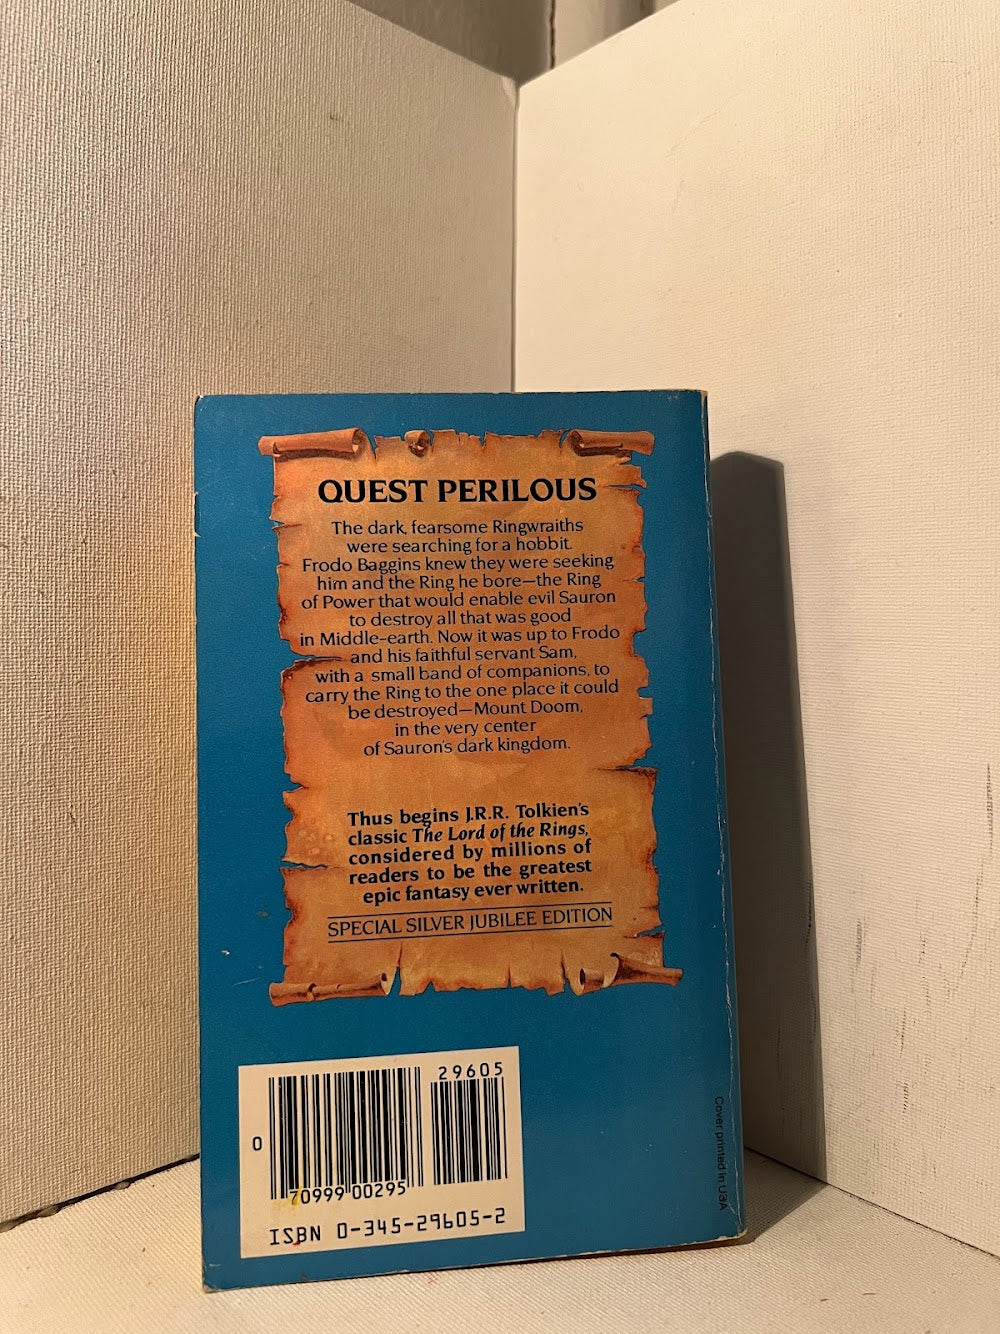 QUEST PERILOUS
The dark, fearsome Ringwraiths
were searching for a hobbit.
Frodo Baggins knew they were seeking
him and the Ring he bore—the Ring
of Power that would enable evil Sauron
to destroy all that was good
in Middle-earth. Now it was up to Frodo
and his faithful servant Sam,
with a small band of companions, to
carry the Ring to the one place it could
be destroyed—Mount Doom,
in the very center
of Sauron's dark kingdom.
Thus begins J.R.R. Tolkien's
classic The Lord of the Rings,
considered by millions of
readers to be the greatest
epic fantasy ever written.
SPECIAL SILVER JUBILEE EDITION
29605
0
70999 00295
ISBN 0-345-29605-2
Cover printed in USA